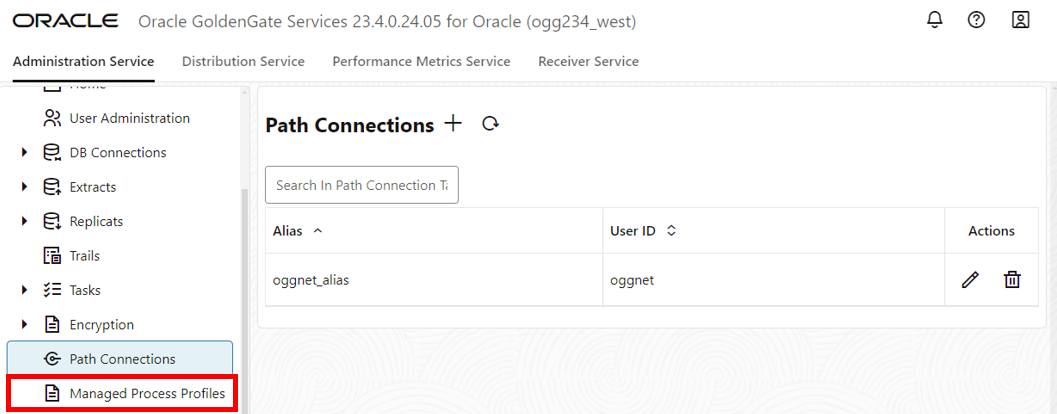 ORACLE Oracle GoldenGate Services 23.4.0.24.05 for Oracle (ogg234_west)
Administration Service Distribution Service Performance Metrics Service Receiver Service
Home
User Administration
DB Connections
Extracts
Replicats
Trails
Tasks
Encryption
Path Connections
Managed Process Profiles
Path Connections
Search In Path Connection Ta
Alias User ID Actions
oggnet_alias oggnet